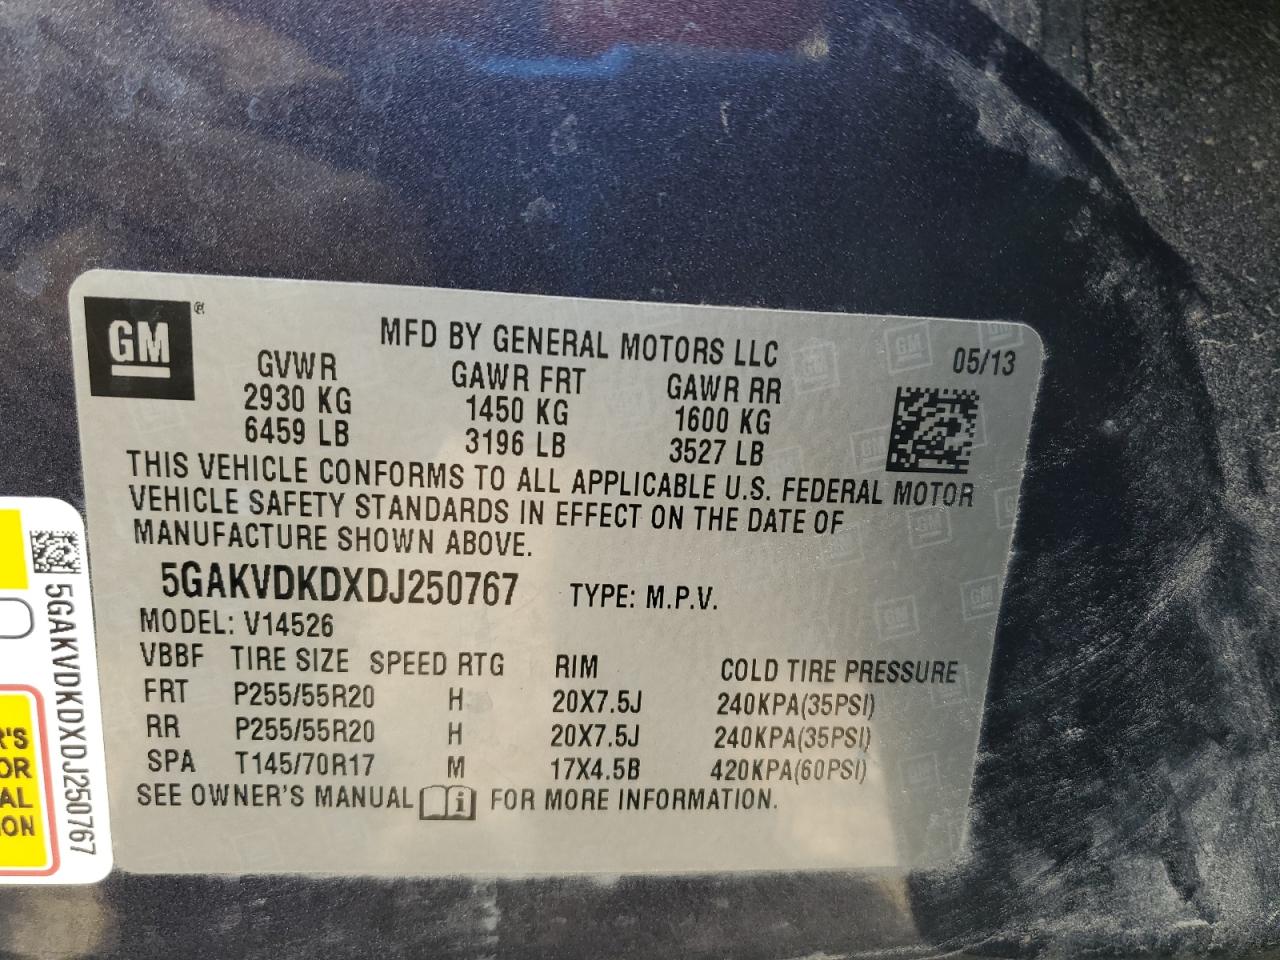 GM®
MFD BY GENERAL MOTORS LLC
05/13
GVWR GAWR FRT GAWR RR
2930 KG 1450 KG 1600 KG
6459 LB 3196 LB 3527 LB
THIS VEHICLE CONFORMS TO ALL APPLICABLE U.S. FEDERAL MOTOR
VEHICLE SAFETY STANDARDS IN EFFECT ON THE DATE OF
MANUFACTURE SHOWN ABOVE.
5GAKVDKDXDJ250767 TYPE: M.P.V.
MODEL: V14526
VBBF TIRE SIZE SPEED RTG RIM COLD TIRE PRESSURE
FRT P255/55R20 H 20X7.5J 240KPA(35PSI)
RR P255/55R20 H 20X7.5J 240KPA(35PSI)
SPA T145/70R17 M 17X4.5B 420KPA(60PSI)
SEE OWNER'S MANUAL FOR MORE INFORMATION.
5GAKVDKDXDJ250767
R'S
OR
AL
ION